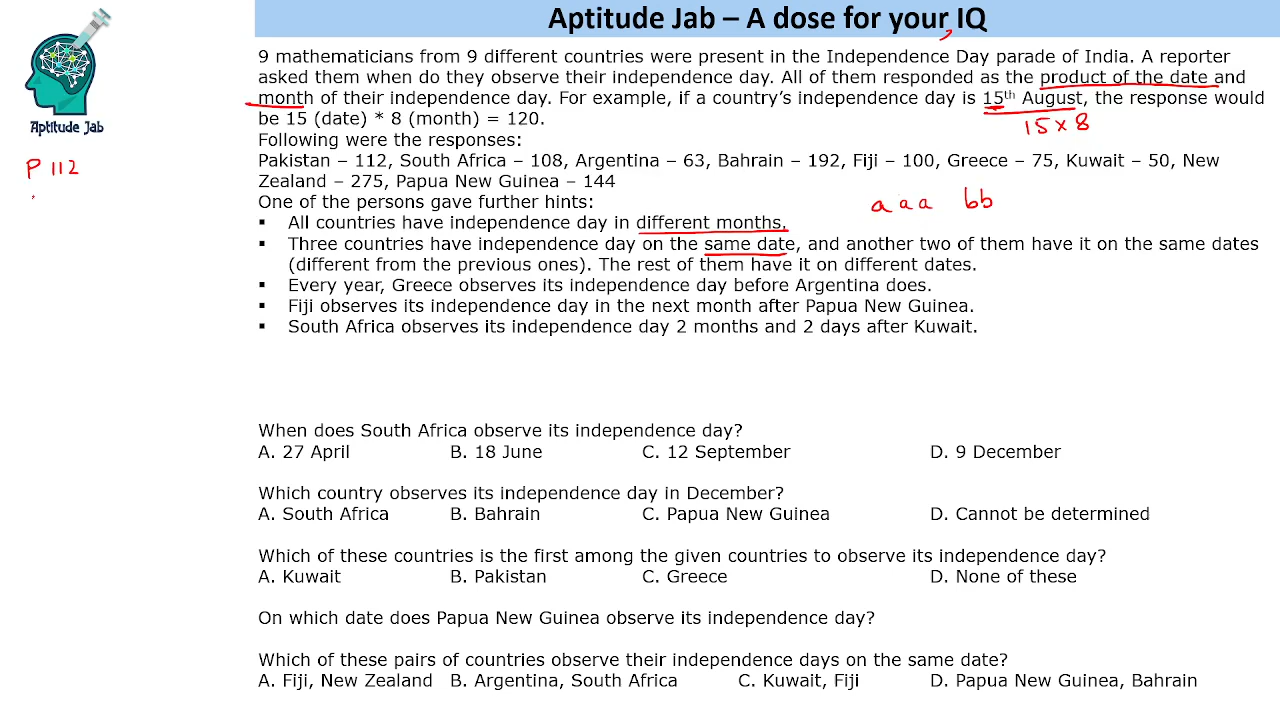 Aptitude Jab – A dose for your IQ
9 mathematicians from 9 different countries were present in the Independence Day parade of India. A reporter
asked them when do they observe their independence day. All of them responded as the product of the date and
month of their independence day. For example, if a country's independence day is 15th August, the response would
be 15 (date) * 8 (month) = 120.
15 × 8
Aptitude Jab
Following were the responses:
P 112
Pakistan – 112, South Africa – 108, Argentina – 63, Bahrain – 192, Fiji – 100, Greece – 75, Kuwait – 50, New
Zealand – 275, Papua New Guinea – 144
One of the persons gave further hints:
a a a bb
▪ All countries have independence day in different months.
▪ Three countries have independence day on the same date, and another two of them have it on the same dates
(different from the previous ones). The rest of them have it on different dates.
▪ Every year, Greece observes its independence day before Argentina does.
▪ Fiji observes its independence day in the next month after Papua New Guinea.
▪ South Africa observes its independence day 2 months and 2 days after Kuwait.
When does South Africa observe its independence day?
A. 27 April B. 18 June C. 12 September D. 9 December
Which country observes its independence day in December?
A. South Africa B. Bahrain C. Papua New Guinea D. Cannot be determined
Which of these countries is the first among the given countries to observe its independence day?
A. Kuwait B. Pakistan C. Greece D. None of these
On which date does Papua New Guinea observe its independence day?
Which of these pairs of countries observe their independence days on the same date?
A. Fiji, New Zealand B. Argentina, South Africa C. Kuwait, Fiji D. Papua New Guinea, Bahrain